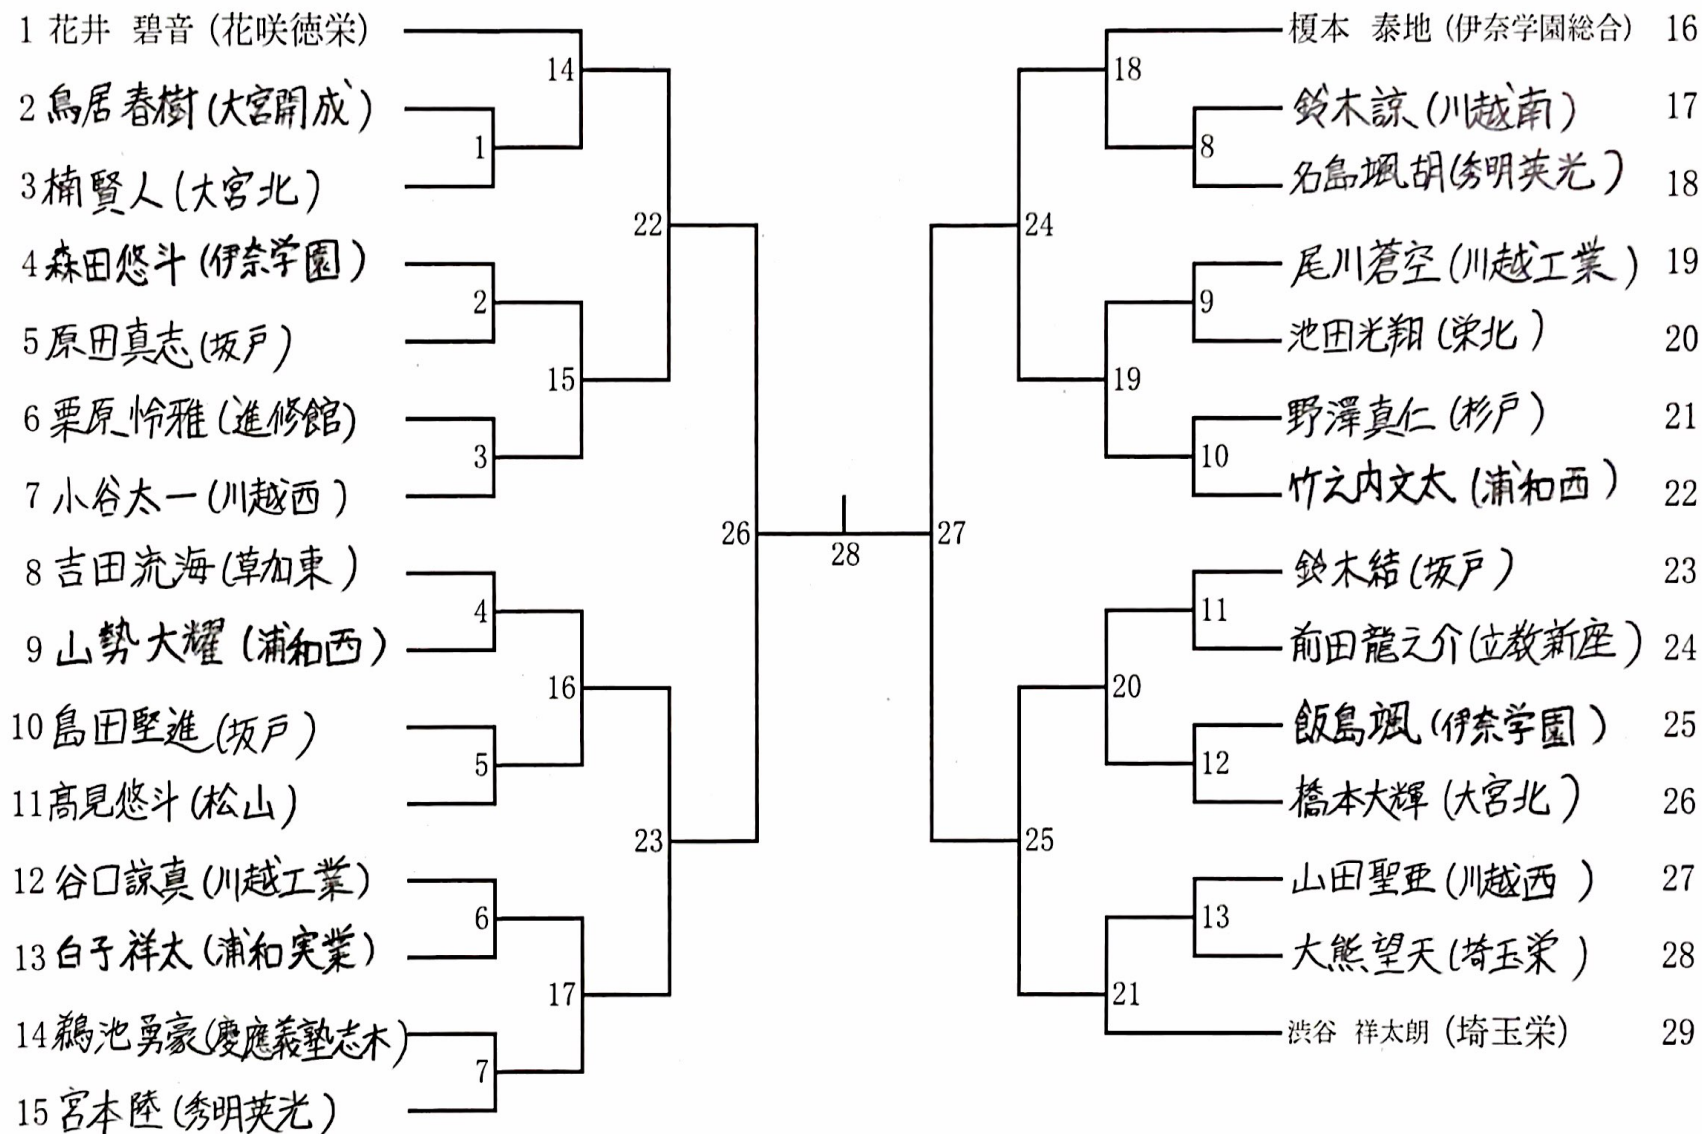 1 花井 碧音 (花咲徳栄)
2 鳥居春樹 (大宮開成)
3 楠賢人 (大宮北)
4 森田悠斗 (伊奈学園)
5 原田真志 (坂戸)
6 栗原怜雅 (進修館)
7 小谷太一 (川越西)
8 吉田流海 (草加東)
9 山勢大耀 (浦和西)
10 島田堅進 (坂戸)
11 髙見悠斗 (松山)
12 谷口諒真 (川越工業)
13 白子祥太 (浦和実業)
14 鵜池勇豪 (慶應義塾志木)
15 宮本陸 (秀明英光)
14
1
22
2
15
3
26
4
16
5
23
6
17
7
28
18
8
24
9
19
10
27
11
20
12
25
13
21
榎本 泰地 (伊奈学園総合) 16
鈴木諒 (川越南) 17
名島颯胡 (秀明英光) 18
尾川蒼空 (川越工業) 19
池田光翔 (栄北) 20
野澤真仁 (杉戸) 21
竹之内文太 (浦和西) 22
鈴木結 (坂戸) 23
前田龍之介 (立教新座) 24
飯島颯 (伊奈学園) 25
橋本大輝 (大宮北) 26
山田聖亜 (川越西) 27
大熊望天 (埼玉栄) 28
渋谷 祥太朗 (埼玉栄) 29